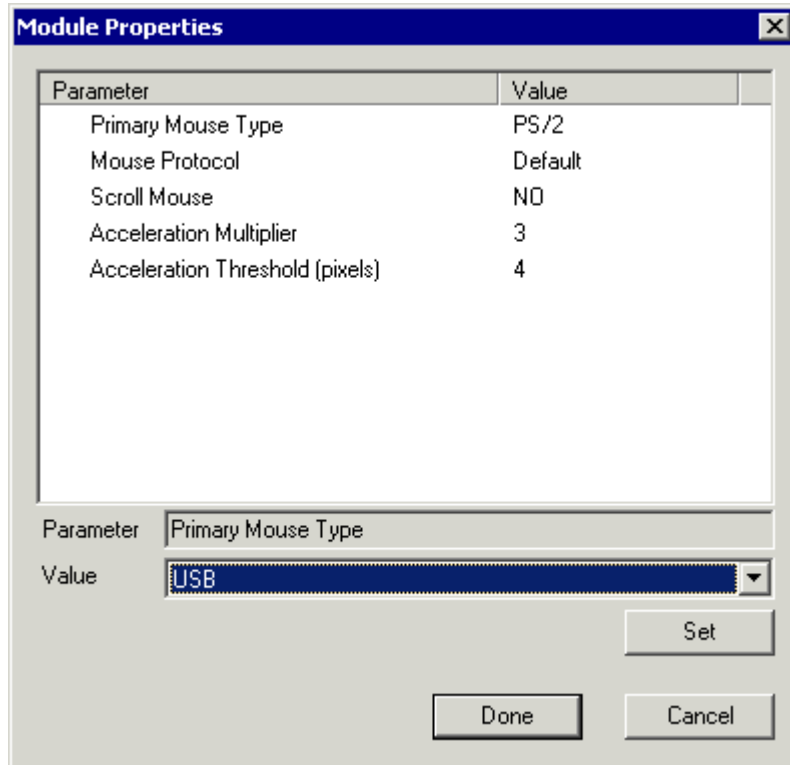 Module Properties
Parameter Value
Primary Mouse Type PS/2
Mouse Protocol Default
Scroll Mouse NO
Acceleration Multiplier 3
Acceleration Threshold (pixels) 4
Parameter Primary Mouse Type
Value USB
Set
Done Cancel